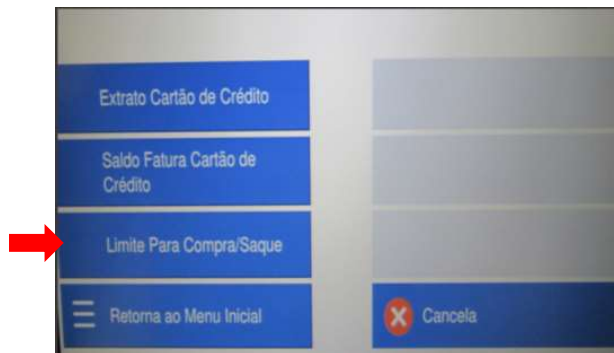 Extrato Cartão de Crédito
Saldo Fatura Cartão de
Crédito
Limite Para Compra/Saque
Retorna ao Menu Inicial
Cancela